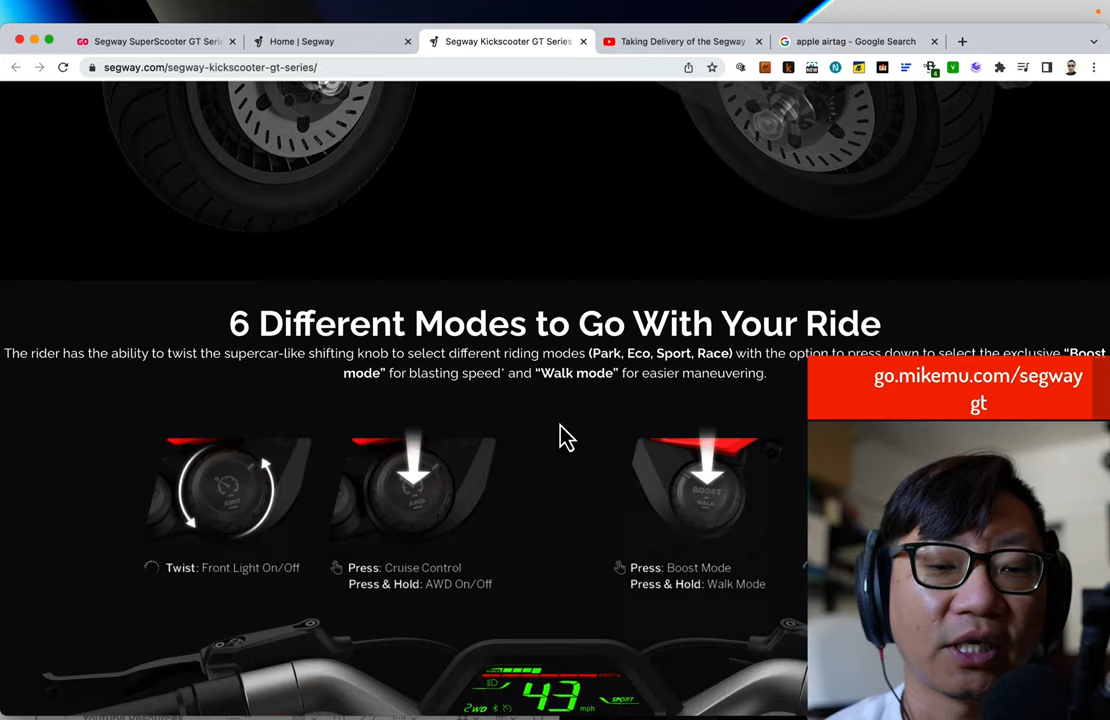 Segway SuperScooter GT Seri
Home | Segway
Segway Kickscooter GT Series
Taking Delivery of the Segway
apple airtag - Google Search
segway.com/segway-kickscooter-gt-series/
6 Different Modes to Go With Your Ride
The rider has the ability to twist the supercar-like shifting knob to select different riding modes (Park, Eco, Sport, Race) with the option to press down to select the exclusive “Boost
mode” for blasting speed* and “Walk mode” for easier maneuvering.
go.mikemu.com/segway
gt
AWD
AWD
BOOST
WALK
Twist: Front Light On/Off
Press: Cruise Control
Press & Hold: AWD On/Off
Press: Boost Mode
Press & Hold: Walk Mode
43 mph
SPORT
2WD